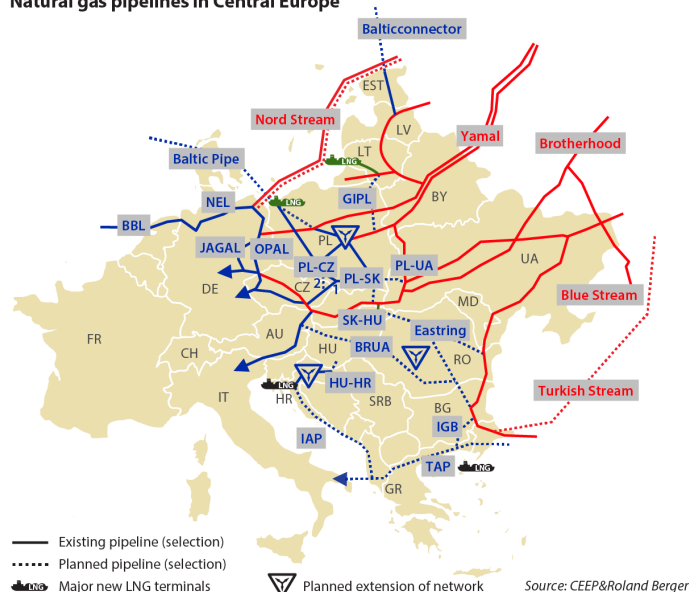 Natural gas pipelines in Central Europe
Balticconnector
EST
Nord Stream
LV
Yamal
Brotherhood
LT
LNG
Baltic Pipe
GIPL
BY
NEL
LNG
BBL
PL
JAGAL
OPAL
UA
PL-CZ
PL-UA
PL-SK
DE
CZ
2
1
Blue Stream
MD
SK-HU
Eastring
FR
AU
HU
BRUA
CH
RO
LNG
HU-HR
Turkish Stream
IT
HR
SRB
BG
IGB
IAP
TAP
LNG
GR
Existing pipeline (selection)
Planned pipeline (selection)
LNG Major new LNG terminals
Planned extension of network
Source: CEEP&Roland Berger